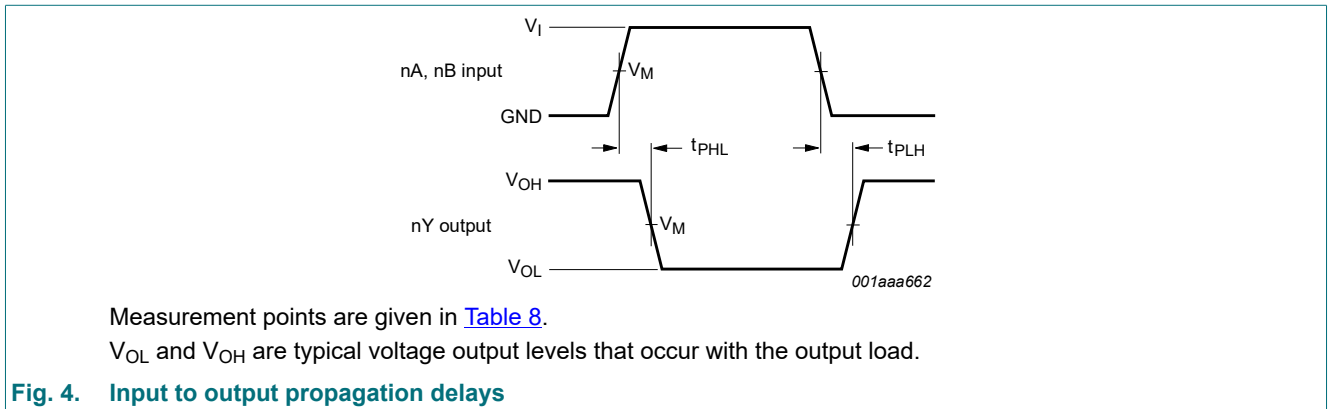 V_I
nA, nB input
V_M
GND
t_PHL
t_PLH
V_OH
nY output
V_M
V_OL
001aaa662
Measurement points are given in Table 8.
V_OL and V_OH are typical voltage output levels that occur with the output load.
Fig. 4. Input to output propagation delays